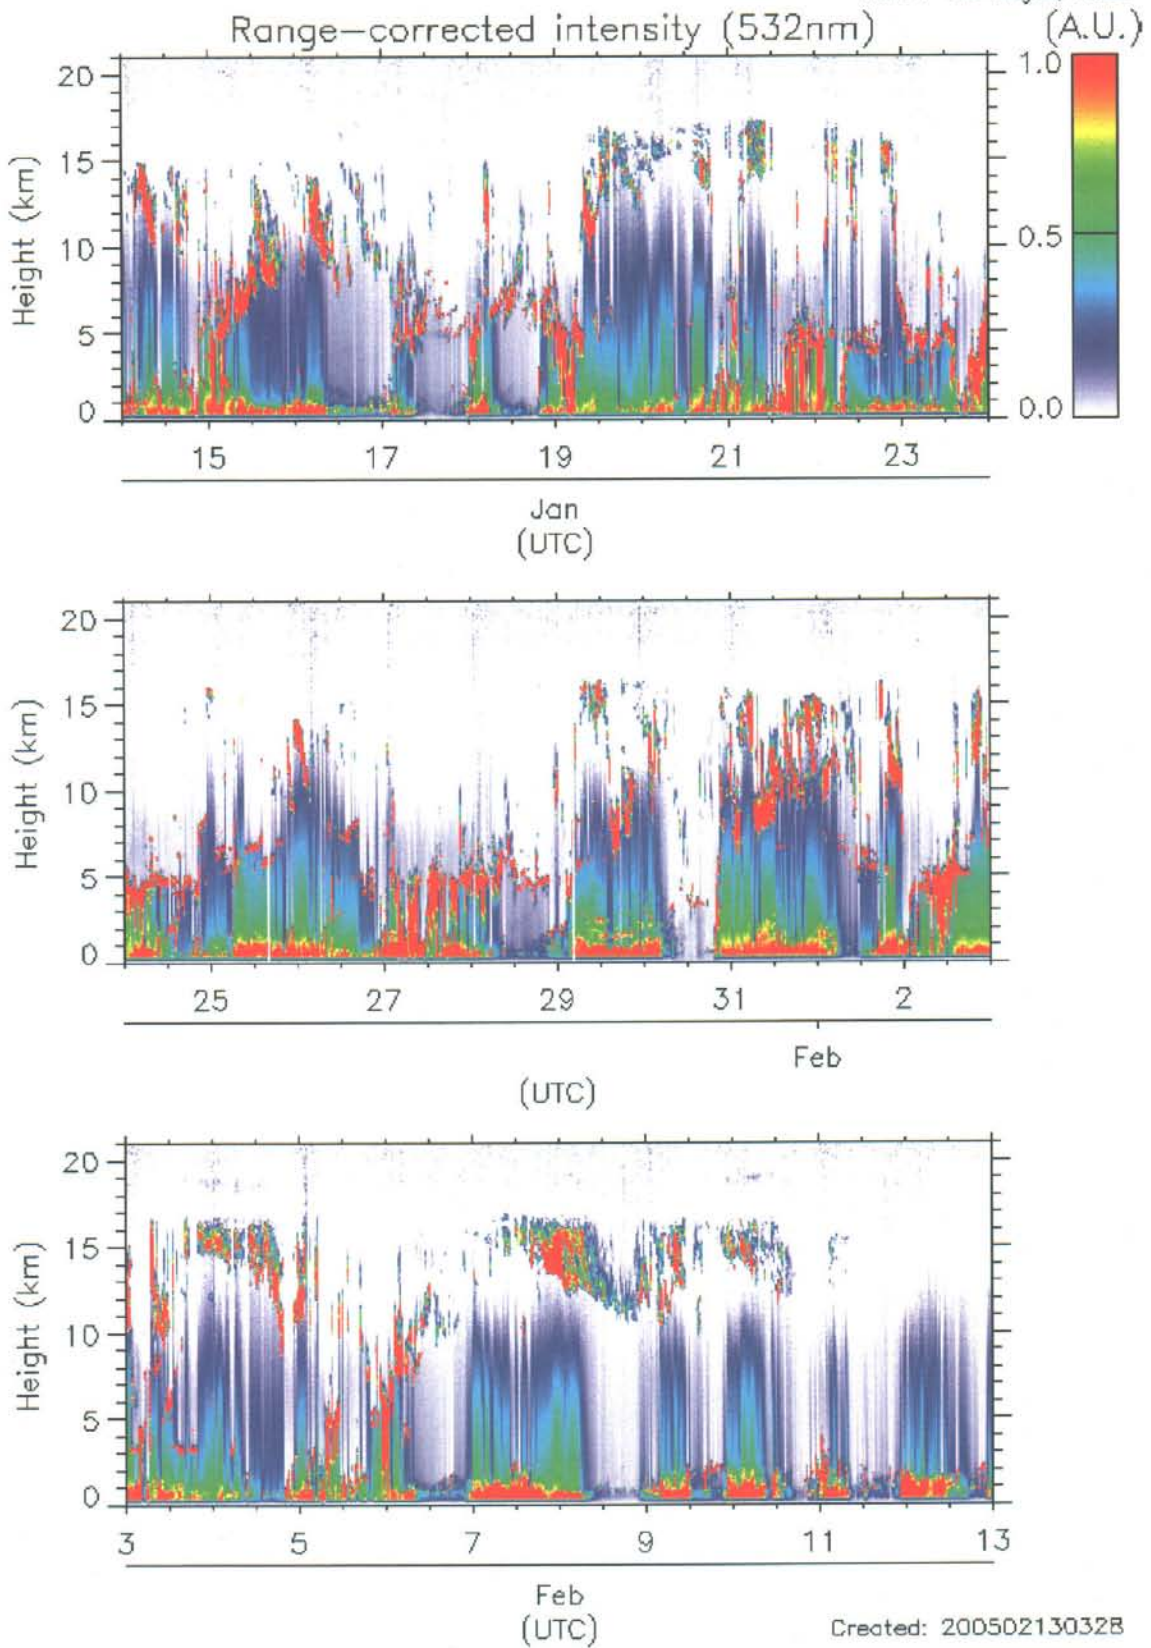 Range-corrected intensity (532nm)
(A.U.)
Height (km)
20
15
10
5
0
1.0
0.5
0.0
15 17 19 21 23
Jan
(UTC)
Height (km)
20
15
10
5
0
25 27 29 31 2
Feb
(UTC)
Height (km)
20
15
10
5
0
3 5 7 9 11 13
Feb
(UTC)
Created: 200502130328